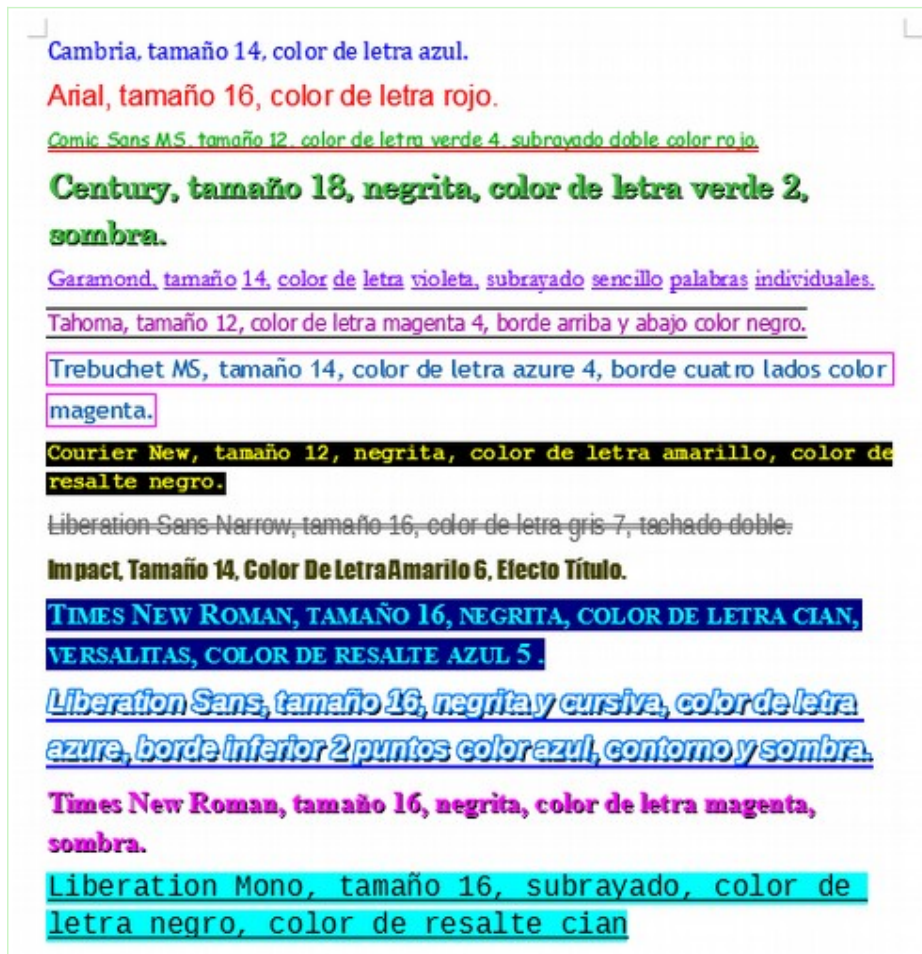 Cambria, tamaño 14, color de letra azul.
Arial, tamaño 16, color de letra rojo.
Comic Sans MS, tamaño 12, color de letra verde 4, subrayado doble color rojo.
Century, tamaño 18, negrita, color de letra verde 2,
sombra.
Garamond, tamaño 14, color de letra violeta, subrayado sencillo palabras individuales.
Tahoma, tamaño 12, color de letra magenta 4, borde arriba y abajo color negro.
Trebuchet MS, tamaño 14, color de letra azure 4, borde cuatro lados color
magenta.
Courier New, tamaño 12, negrita, color de letra amarillo, color de
resalte negro.
Liberation Sans Narrow, tamaño 16, color de letra gris 7, tachado doble.
Impact, Tamaño 14, Color De Letra Amarilo 6, Efecto Título.
TIMES NEW ROMAN, TAMAÑO 16, NEGRITA, COLOR DE LETRA CIAN,
VERSALITAS, COLOR DE RESALTE AZUL 5 .
Liberation Sans, tamaño 16, negrita y cursiva, color de letra
azure, borde inferior 2 puntos color azul, contorno y sombra.
Times New Roman, tamaño 16, negrita, color de letra magenta,
sombra.
Liberation Mono, tamaño 16, subrayado, color de
letra negro, color de resalte cian